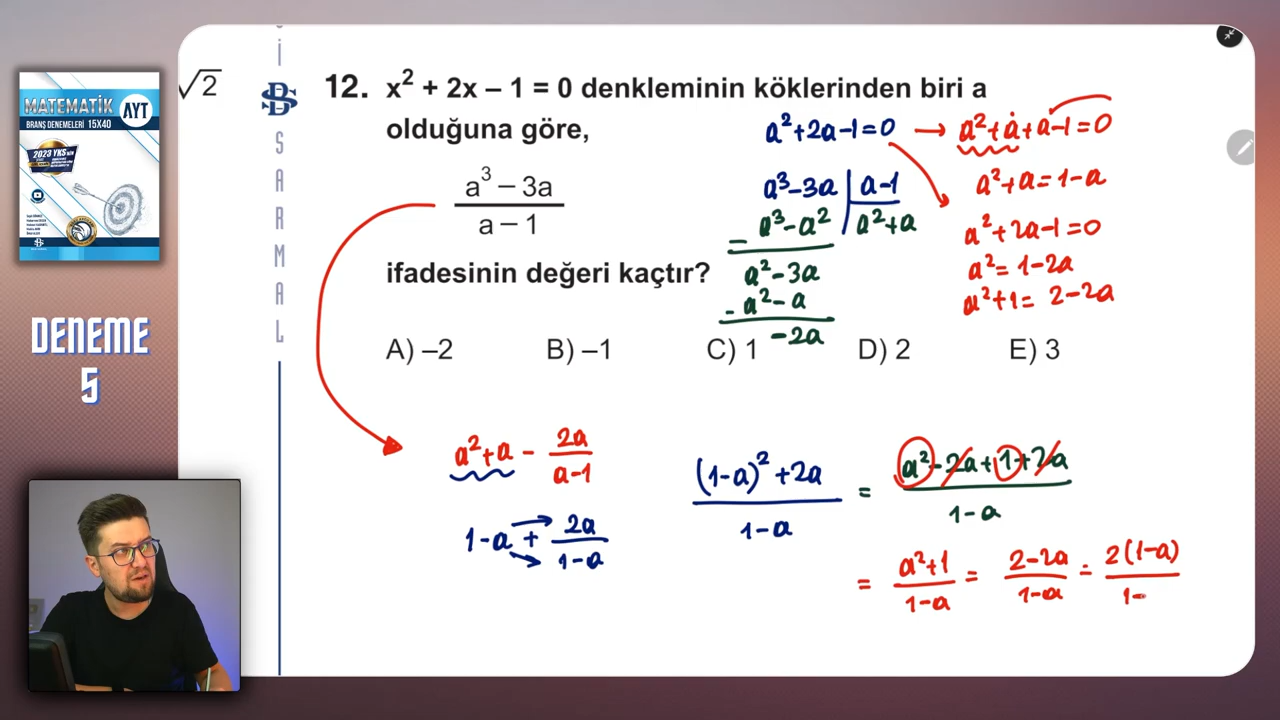 √2
MATEMATİK
AYT
BRANŞ DENEMELERİ 15X40
2023 YKS
DENEME
5
İ
S
A
R
M
A
L
12. x² + 2x – 1 = 0 denkleminin köklerinden biri a
olduğuna göre,
a³ – 3a
a – 1
ifadesinin değeri kaçtır?
A) –2 B) –1 C) 1 D) 2 E) 3
a²+2a-1=0 → a²+a+a-1=0
a²+a=1-a
a²+2a-1=0
a²=1-2a
a²+1=2-2a
a³-3a | a-1
- a³-a² | a²+a
a²-3a
- a²-a
-2a
a²+a - 2a/a-1
1-a + 2a/1-a
(1-a)²+2a/1-a = a²-2a+1+2a/1-a
= a²+1/1-a = 2-2a/1-a = 2(1-a)/1-